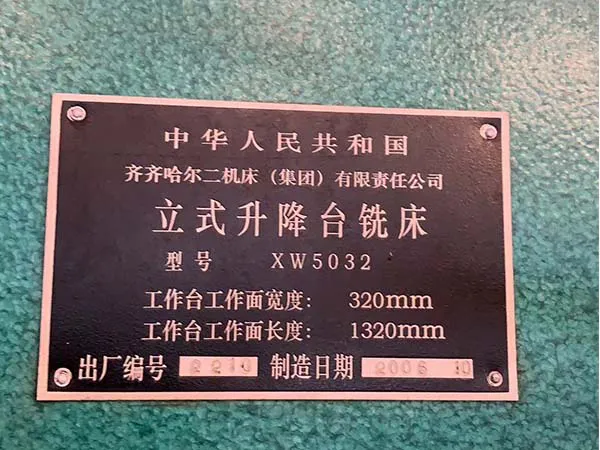 中华人民共和国
齐齐哈尔二机床（集团）有限责任公司
立式升降台铣床
型号 XW5032
工作台工作面宽度: 320mm
工作台工作面长度: 1320mm
出厂编号 2210 制造日期 2006 10